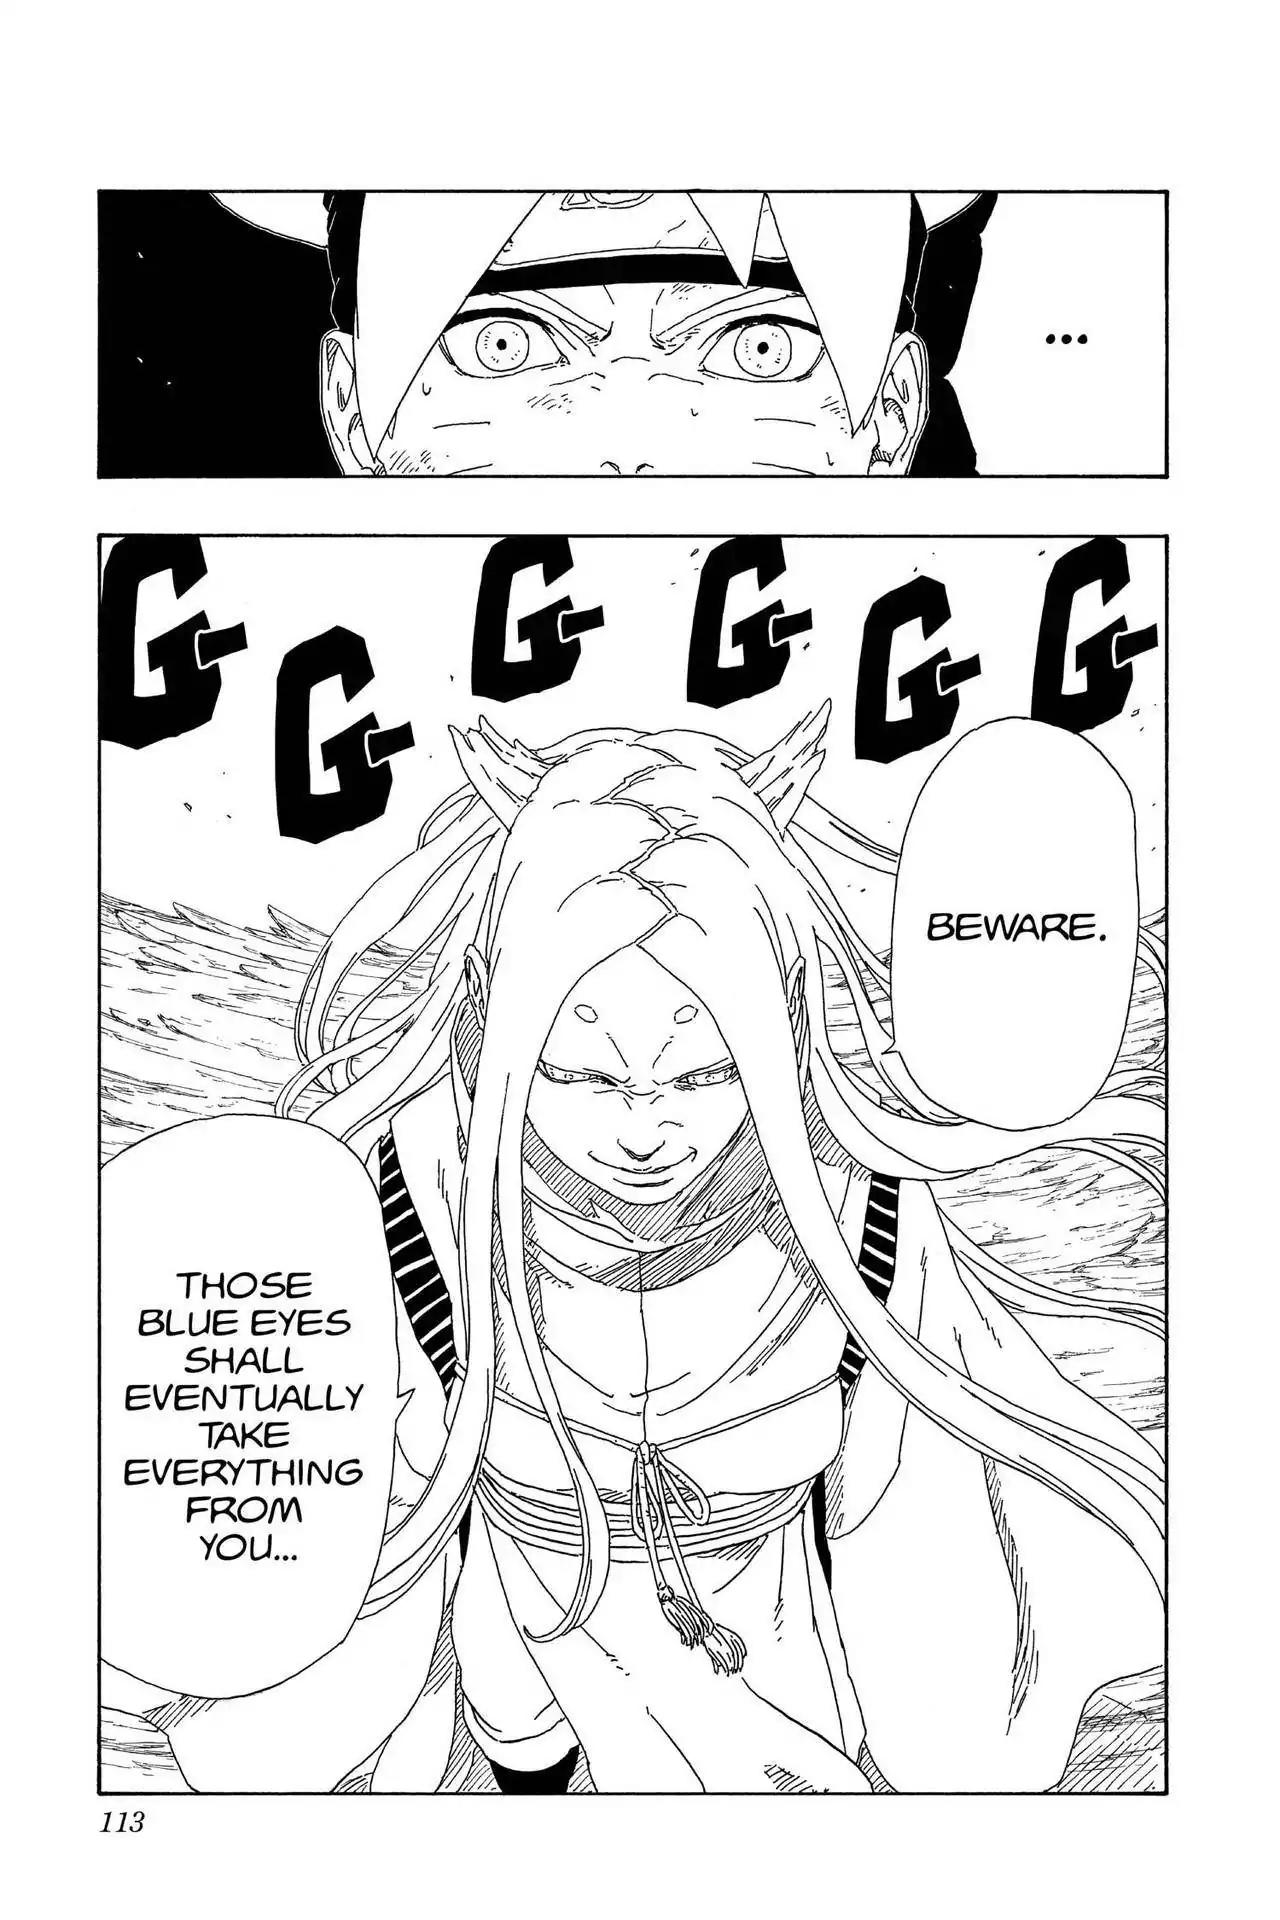 ...
G G G G G G
BEWARE.
THOSE
BLUE EYES
SHALL
EVENTUALLY
TAKE
EVERYTHING
FROM
YOU...
113